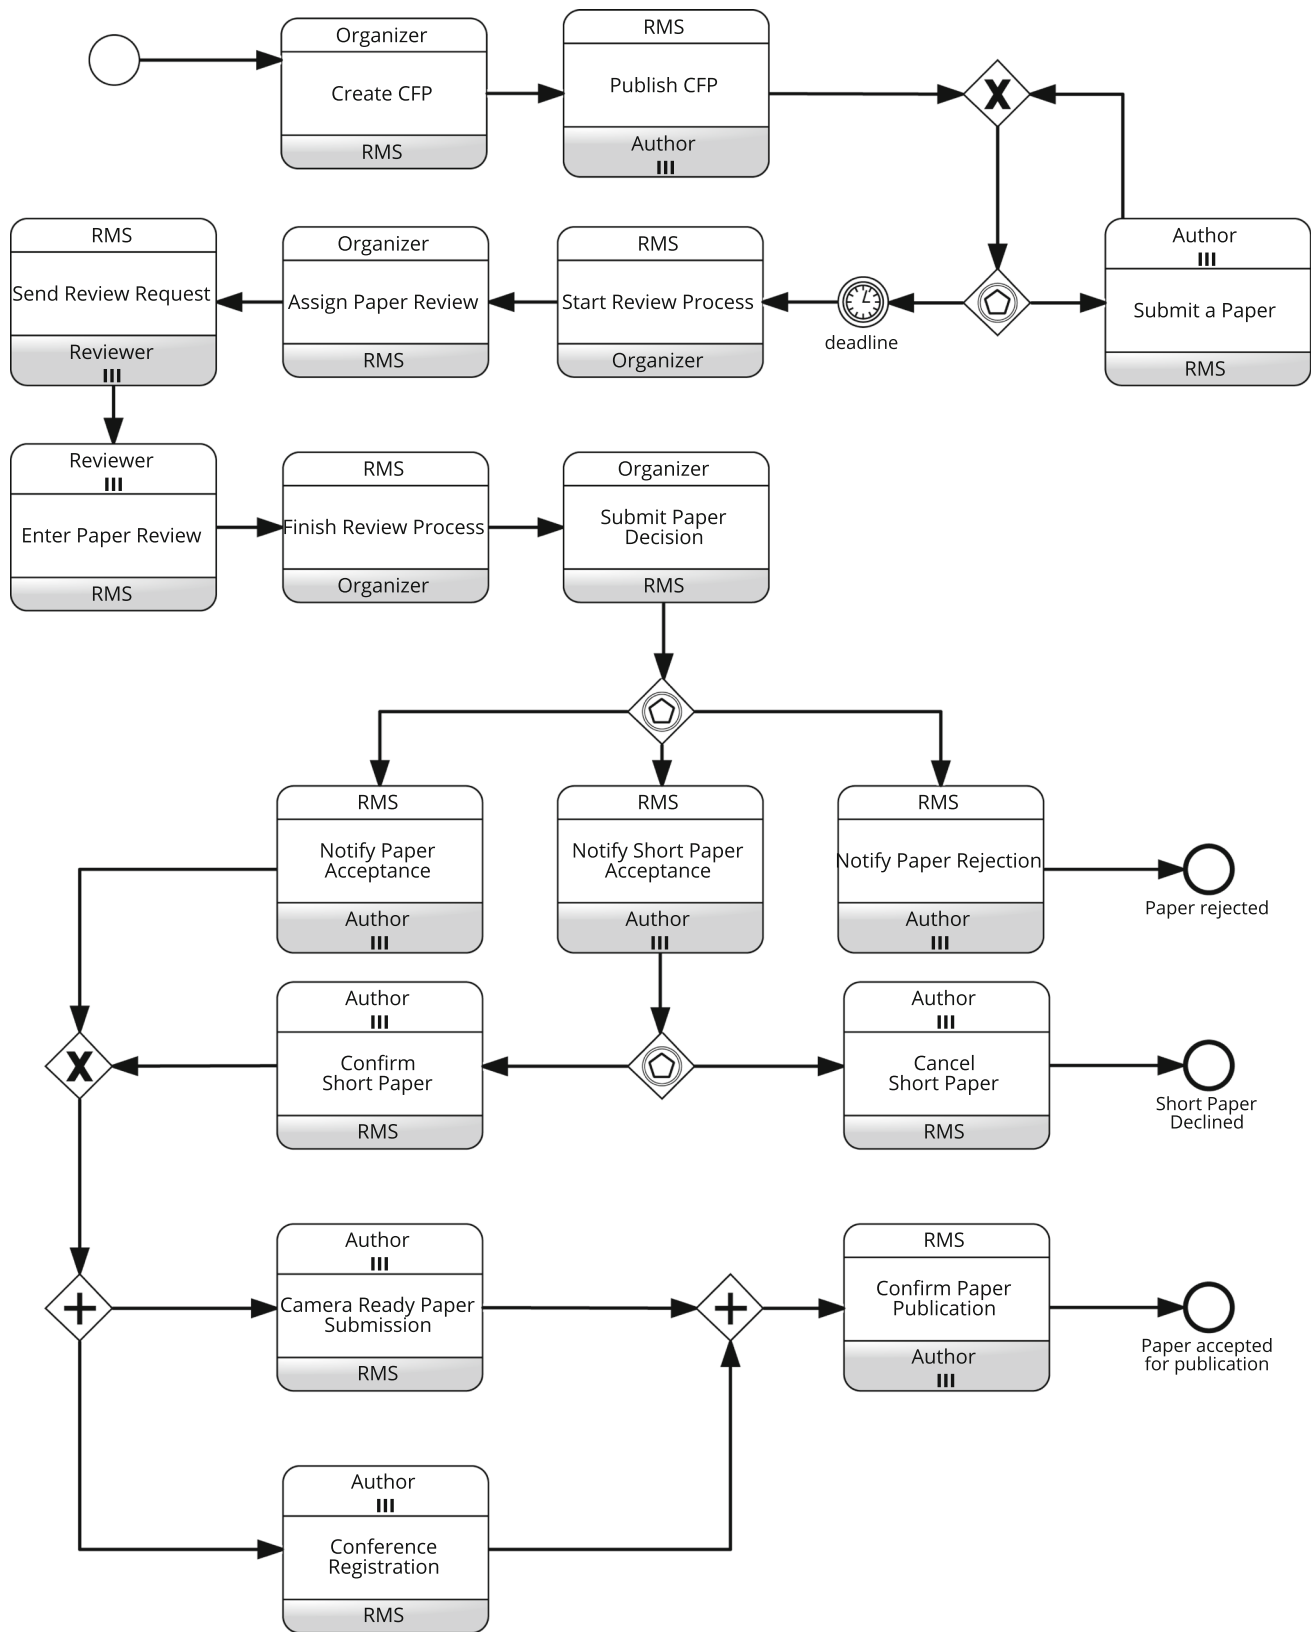 Organizer
Create CFP
RMS
RMS
Publish CFP
Author
X
RMS
Send Review Request
Reviewer
Organizer
Assign Paper Review
RMS
RMS
Start Review Process
Organizer
deadline
Author
Submit a Paper
RMS
Reviewer
Enter Paper Review
RMS
RMS
Finish Review Process
Organizer
Organizer
Submit Paper
Decision
RMS
RMS
Notify Paper
Acceptance
Author
RMS
Notify Short Paper
Acceptance
Author
RMS
Notify Paper Rejection
Author
Paper rejected
X
Author
Confirm
Short Paper
RMS
Author
Cancel
Short Paper
RMS
Short Paper
Declined
Author
Camera Ready Paper
Submission
RMS
RMS
Confirm Paper
Publication
Author
Paper accepted
for publication
Author
Conference
Registration
RMS